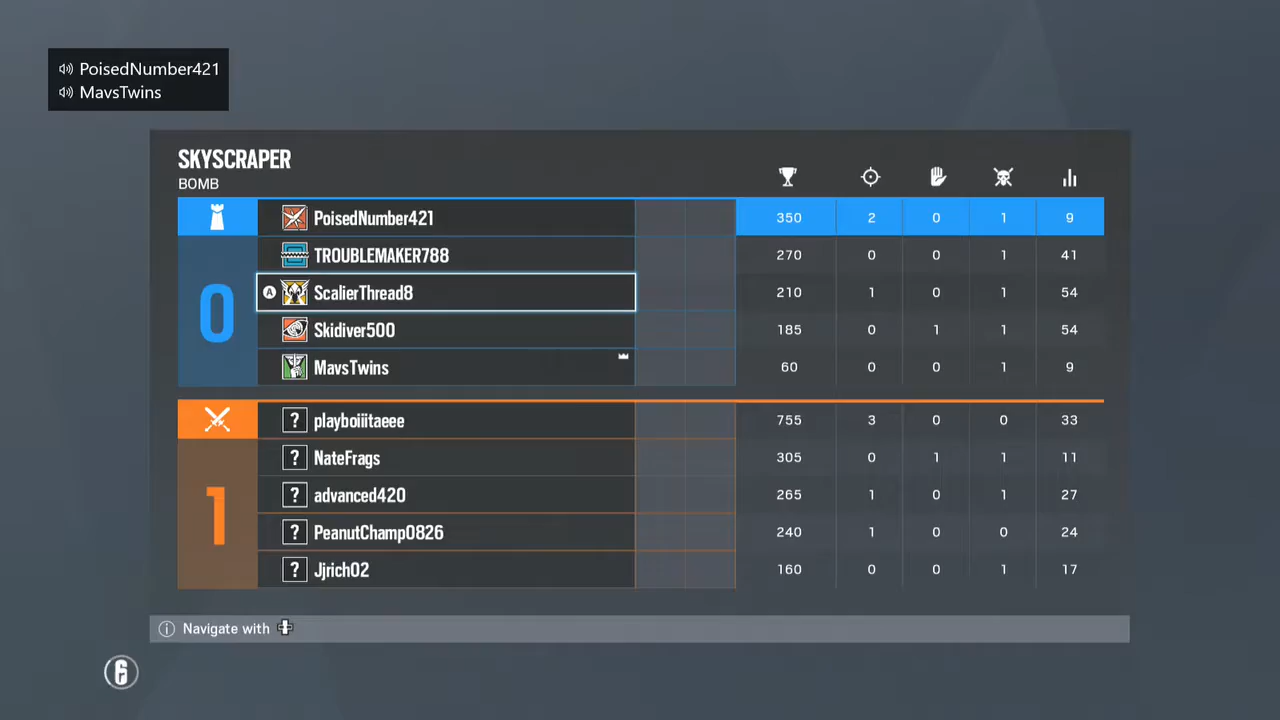 PoisedNumber421
MavsTwins
SKYSCRAPER
BOMB
PoisedNumber421 350 2 0 1 9
TROUBLEMAKER788 270 0 0 1 41
0
A ScalierThread8 210 1 0 1 54
Skidiver500 185 0 1 1 54
MavsTwins 60 0 0 1 9
? playboiiitaeee 755 3 0 0 33
? NateFrags 305 0 1 1 11
1
? advanced420 265 1 0 1 27
? PeanutChamp0826 240 1 0 0 24
? Jjrich02 160 0 0 1 17
Navigate with
6